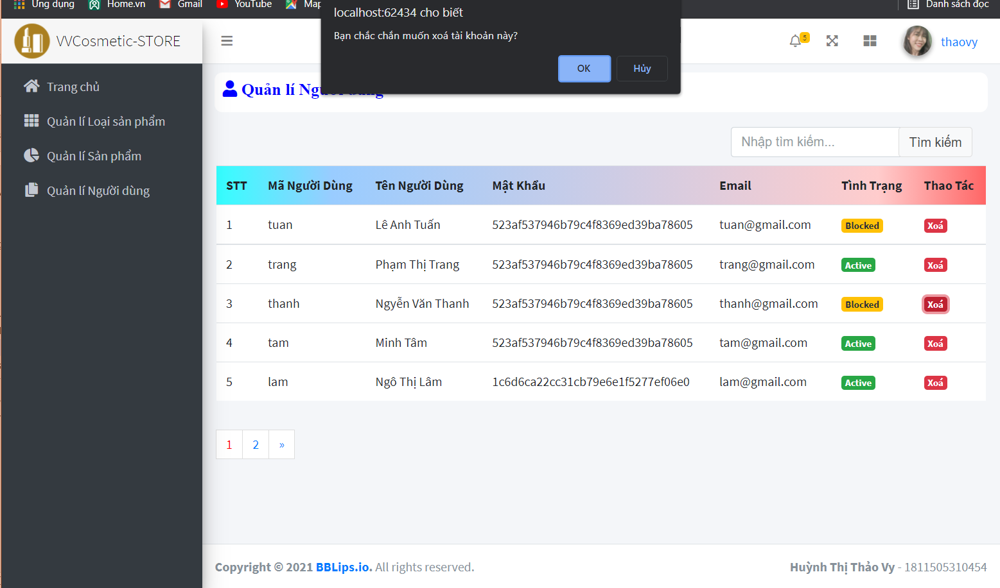 Ứng dụng Home.vn Gmail YouTube Map Danh sách đọc
localhost:62434 cho biết
Bạn chắc chắn muốn xoá tài khoản này?
OK Hủy
VVCosmetic-STORE
5 thaovy
Trang chủ
Quản lí Loại sản phẩm
Quản lí Sản phẩm
Quản lí Người dùng
Quản lí Người dùng
Nhập tìm kiếm... Tìm kiếm
STT Mã Người Dùng Tên Người Dùng Mật Khẩu Email Tình Trạng Thao Tác
1 tuan Lê Anh Tuấn 523af537946b79c4f8369ed39ba78605 tuan@gmail.com Blocked Xoá
2 trang Phạm Thị Trang 523af537946b79c4f8369ed39ba78605 trang@gmail.com Active Xoá
3 thanh Ngyễn Văn Thanh 523af537946b79c4f8369ed39ba78605 thanh@gmail.com Blocked Xoá
4 tam Minh Tâm 523af537946b79c4f8369ed39ba78605 tam@gmail.com Active Xoá
5 lam Ngô Thị Lâm 1c6d6ca22cc31cb79e6e1f5277ef06e0 lam@gmail.com Active Xoá
1 2 »
Copyright © 2021 BBLips.io. All rights reserved. Huỳnh Thị Thảo Vy - 1811505310454